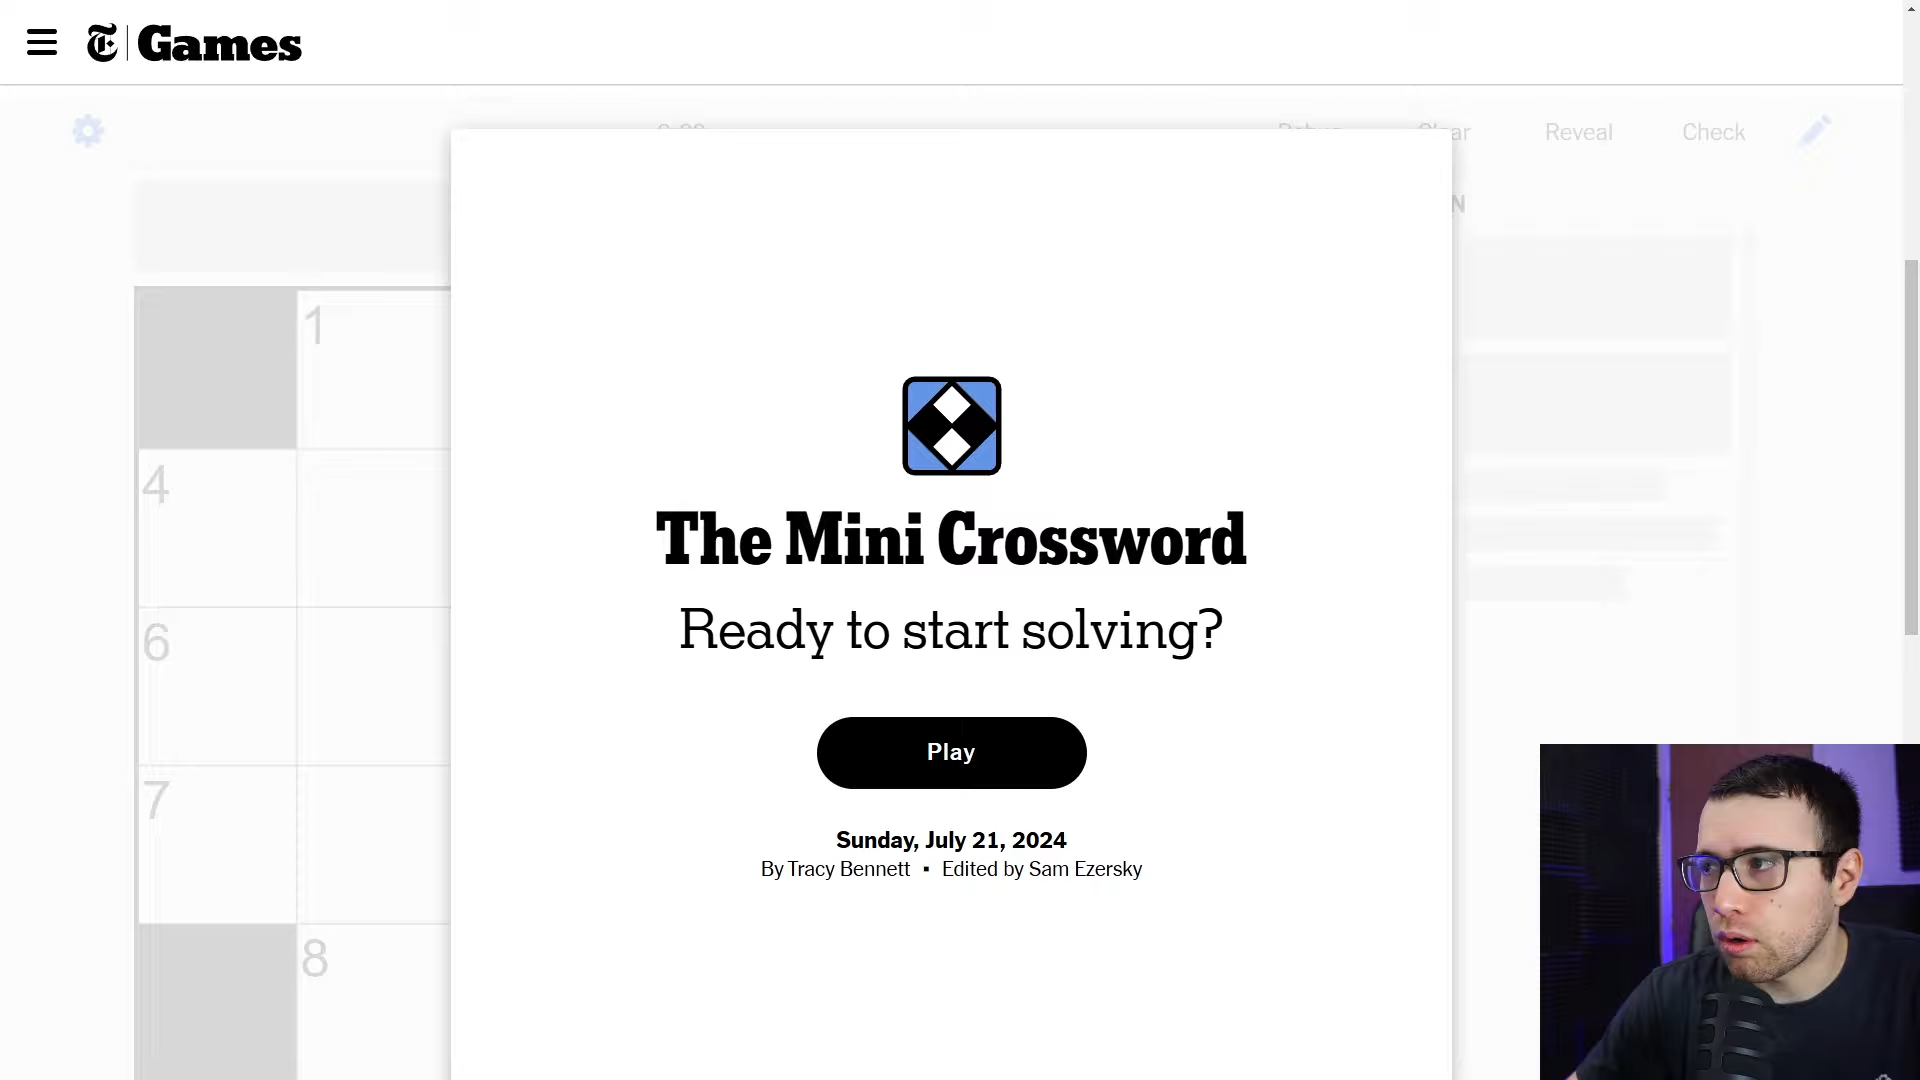 Games
Clear
Reveal
Check
N
1
4
6
7
8
The Mini Crossword
Ready to start solving?
Play
Sunday, July 21, 2024
By Tracy Bennett ▪ Edited by Sam Ezersky